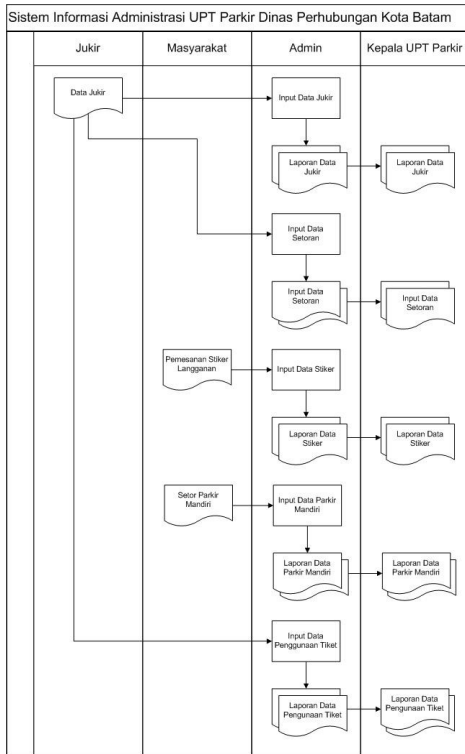 Sistem Informasi Administrasi UPT Parkir Dinas Perhubungan Kota Batam
Jukir
Masyarakat
Admin
Kepala UPT Parkir
Data Jukir
Input Data Jukir
Laporan Data
Jukir
Laporan Data
Jukir
Input Data
Setoran
Input Data
Setoran
Input Data
Setoran
Pemesanan Stiker
Langganan
Input Data Stiker
Laporan Data
Stiker
Laporan Data
Stiker
Setor Parkir
Mandiri
Input Data Parkir
Mandiri
Laporan Data
Parkir Mandiri
Laporan Data
Parkir Mandiri
Input Data
Penggunaan Tiket
Laporan Data
Pengunaan Tiket
Laporan Data
Pengunaan Tiket